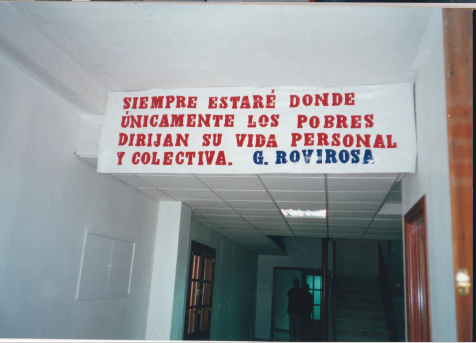 SIEMPRE ESTARÉ DONDE
ÚNICAMENTE LOS POBRES
DIRIJAN SU VIDA PERSONAL
Y COLECTIVA. G. ROVIROSA